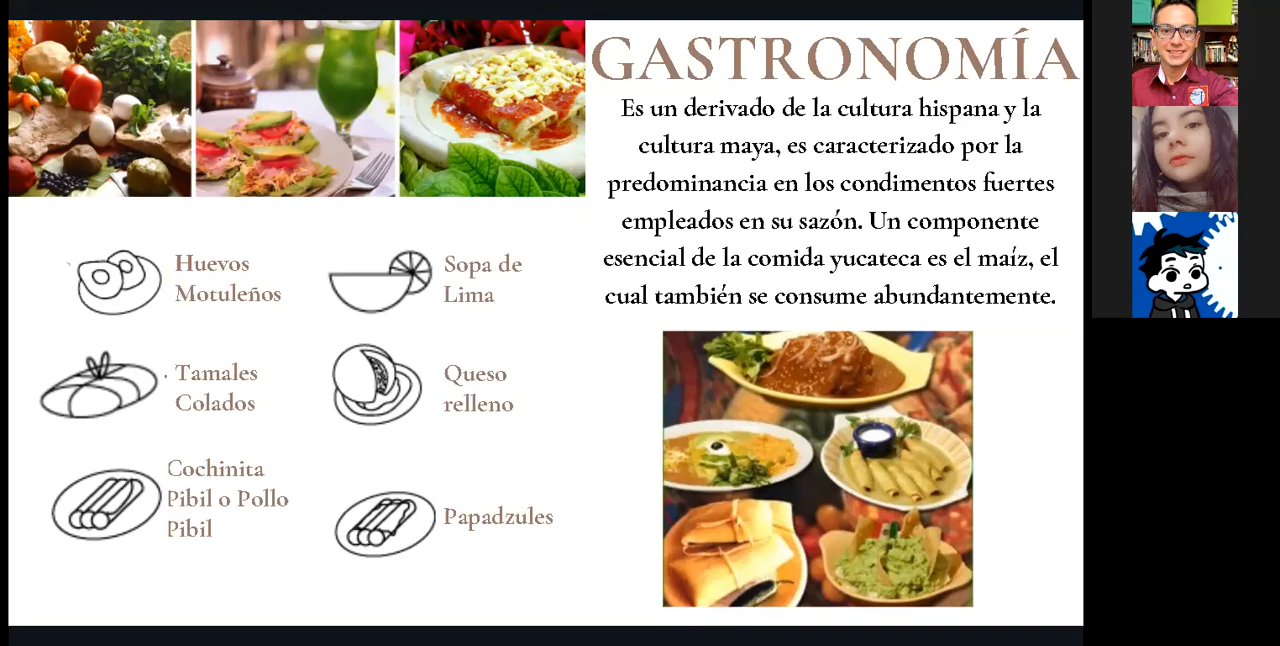 GASTRONOMÍA
Es un derivado de la cultura hispana y la
cultura maya, es caracterizado por la
predominancia en los condimentos fuertes
empleados en su sazón. Un componente
esencial de la comida yucateca es el maíz, el
cual también se consume abundantemente.
Huevos
Motuleños
Sopa de
Lima
Tamales
Colados
Queso
relleno
Cochinita
Pibil o Pollo
Pibil
Papadzules